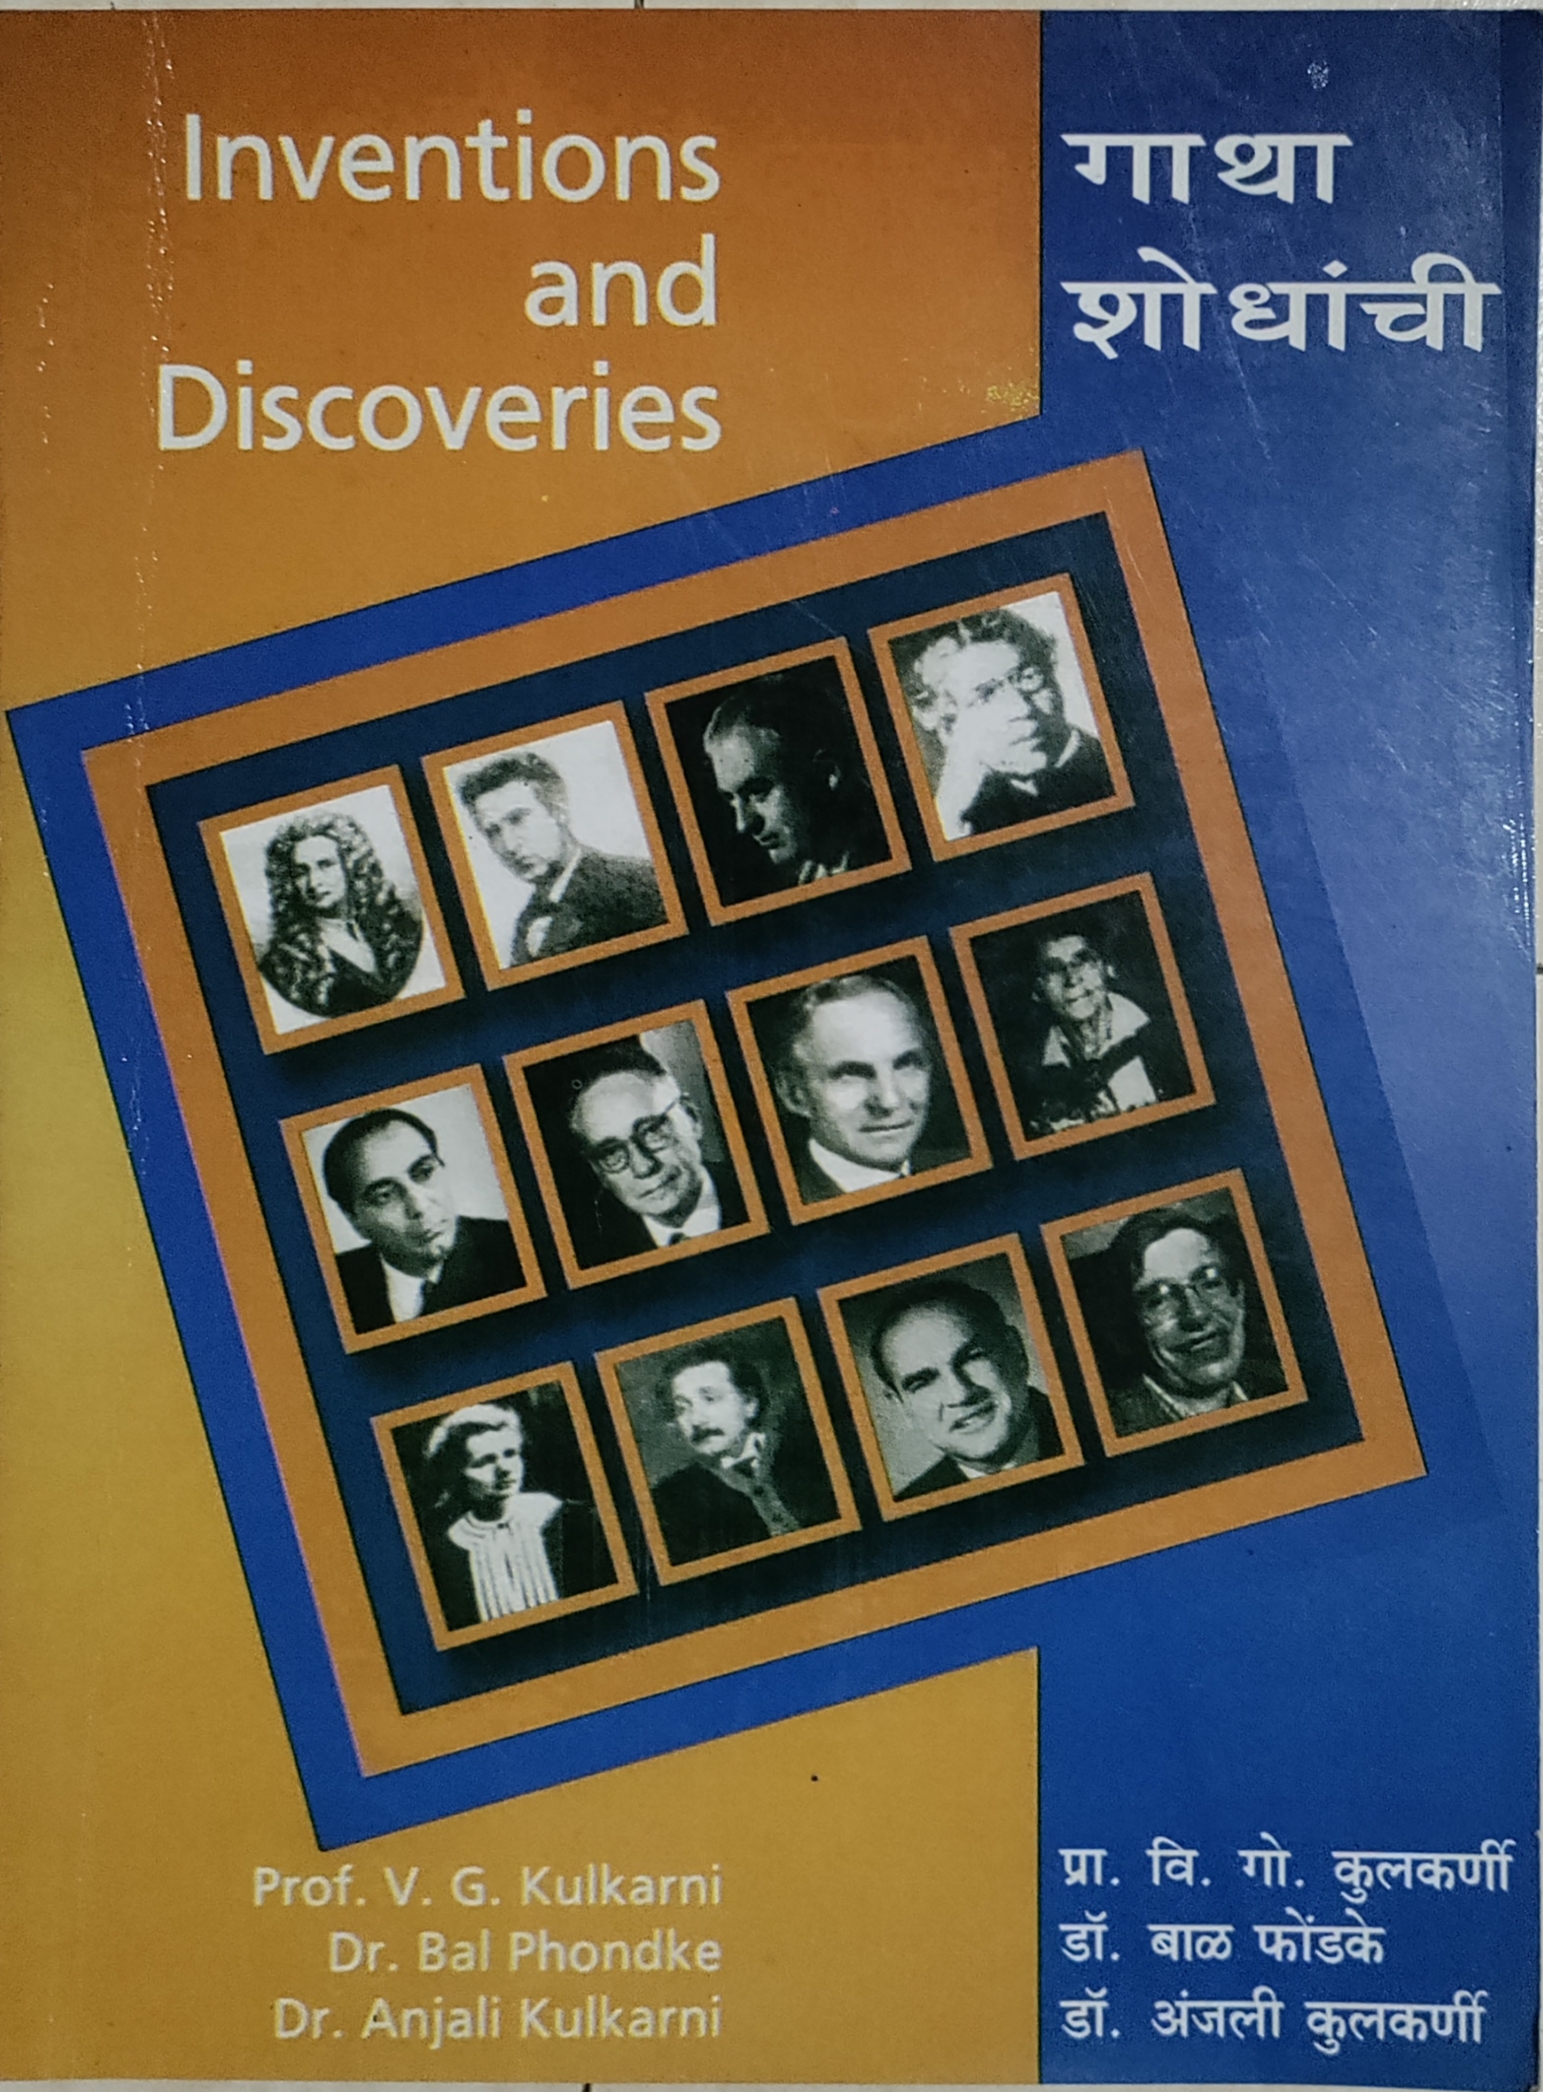 Inventions
and
Discoveries
गाथा
शोधांची
Prof. V. G. Kulkarni
Dr. Bal Phondke
Dr. Anjali Kulkarni
प्रा. वि. गो. कुलकर्णी
डॉ. बाळ फोंडके
डॉ. अंजली कुलकर्णी